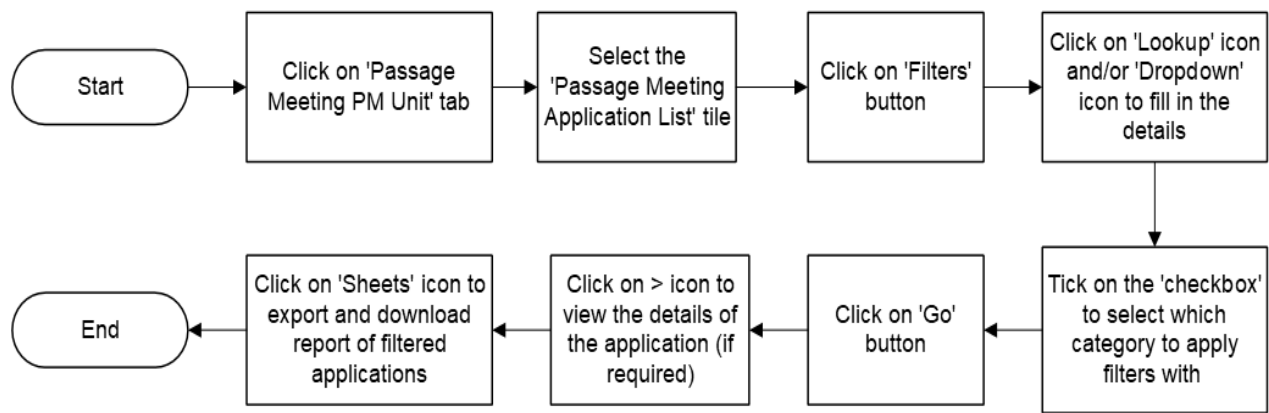 Start
Click on 'Passage
Meeting PM Unit' tab
Select the
'Passage Meeting
Application List' tile
Click on 'Filters'
button
Click on 'Lookup' icon
and/or 'Dropdown'
icon to fill in the
details
Tick on the 'checkbox'
to select which
category to apply
filters with
Click on 'Go'
button
Click on > icon to
view the details of
the application (if
required)
Click on 'Sheets' icon to
export and download
report of filtered
applications
End